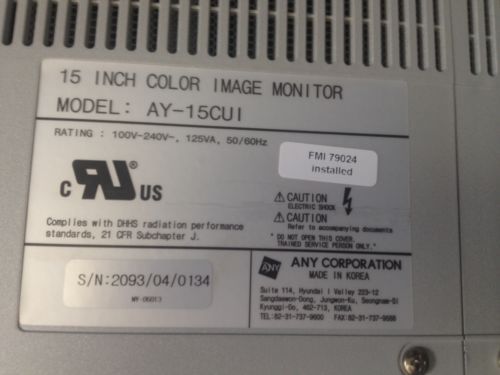 15 INCH COLOR IMAGE MONITOR
MODEL: AY-15CUI
RATING : 100V-240V~, 125VA, 50/60Hz
FMI 79024
installed
C RU US
CAUTION
ELECTRIC SHOCK
CAUTION
Refer to accompanying documents
" DO NOT OPEN THIS COVER.
TRAINED SERVICE PERSON ONLY."
Complies with DHHS radiation performance
standards, 21 CFR Subchapter J.
S/N:2093/04/0134
MY-06013
ANY
ANY CORPORATION
MADE IN KOREA
Suite 114, Hyundai I Valley 223-12
Sangdaewon-Dong, Jungwon-Ku, Seongnam-Si
Kyunggi-Do, 462-713, KOREA
TEL:82-31-737-9600 FAX:82-31-737-9688